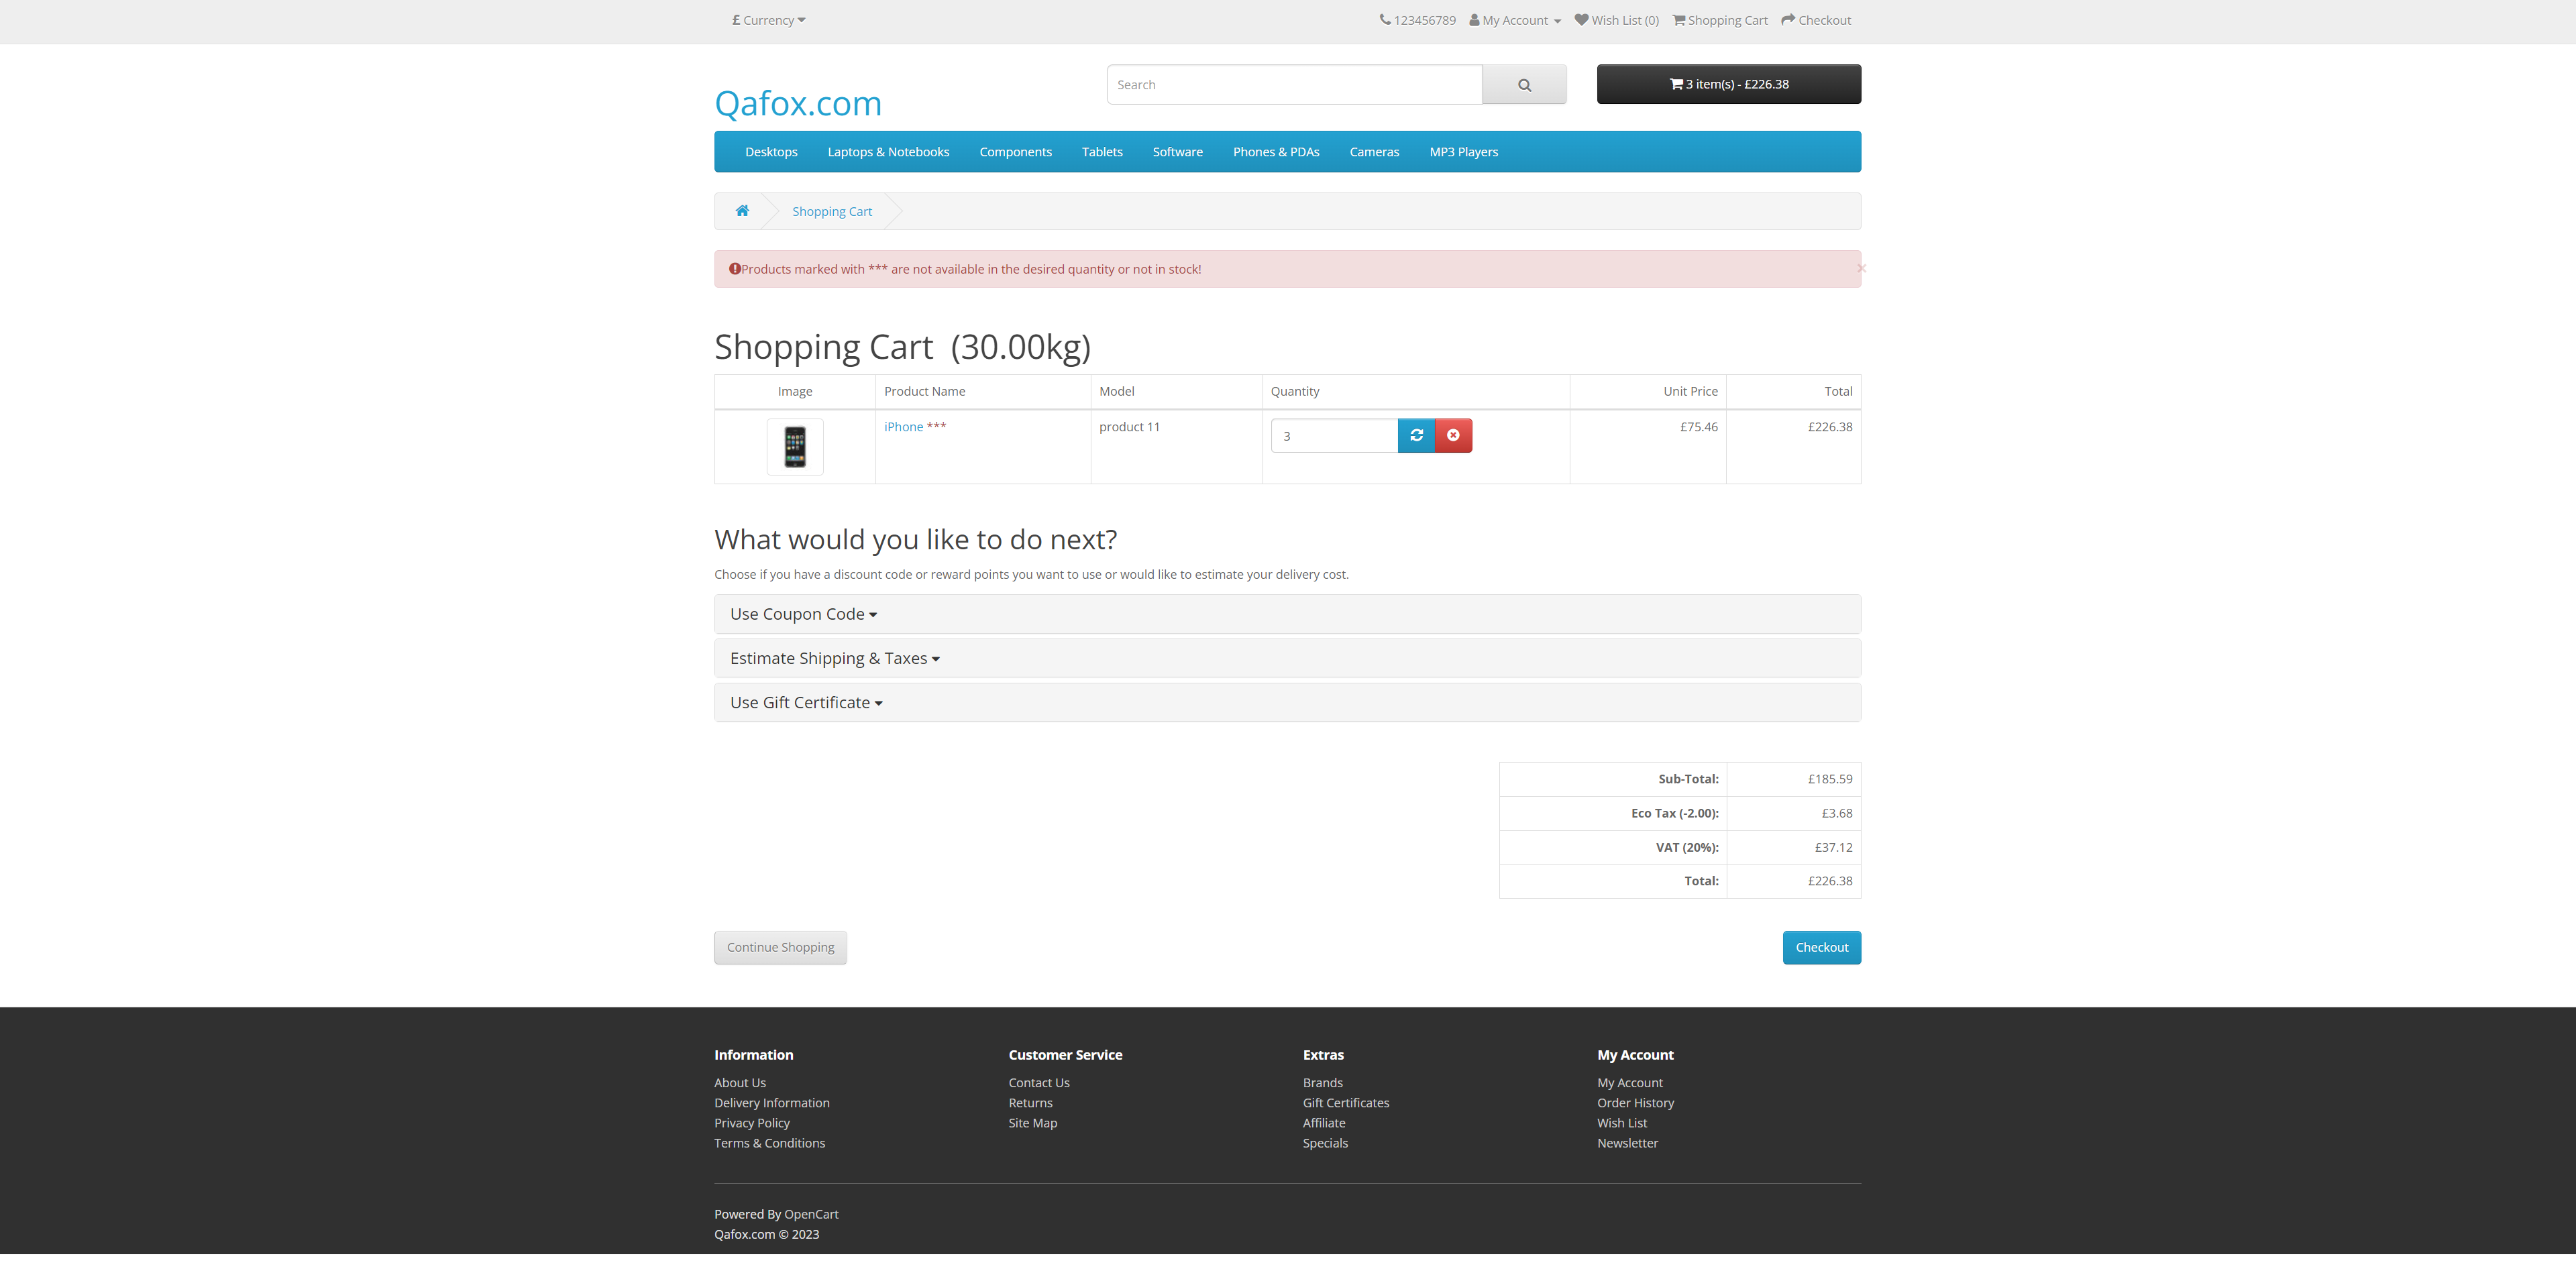 £ Currency
123456789 My Account Wish List (0) Shopping Cart Checkout
Qafox.com
Search
3 item(s) - £226.38
Desktops Laptops & Notebooks Components Tablets Software Phones & PDAs Cameras MP3 Players
Shopping Cart
Products marked with *** are not available in the desired quantity or not in stock! ×
Shopping Cart (30.00kg)
Image Product Name Model Quantity Unit Price Total
iPhone *** product 11 3 £75.46 £226.38
What would you like to do next?
Choose if you have a discount code or reward points you want to use or would like to estimate your delivery cost.
Use Coupon Code
Estimate Shipping & Taxes
Use Gift Certificate
Sub-Total: £185.59
Eco Tax (-2.00): £3.68
VAT (20%): £37.12
Total: £226.38
Continue Shopping Checkout
Information
About Us
Delivery Information
Privacy Policy
Terms & Conditions
Customer Service
Contact Us
Returns
Site Map
Extras
Brands
Gift Certificates
Affiliate
Specials
My Account
My Account
Order History
Wish List
Newsletter
Powered By OpenCart
Qafox.com © 2023